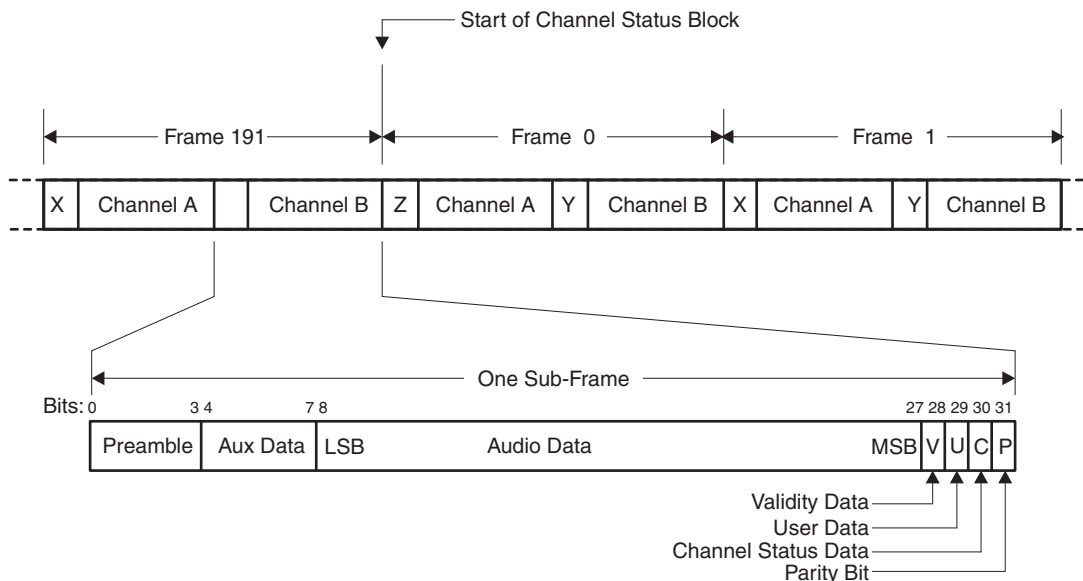 Start of Channel Status Block
Frame 191 Frame 0 Frame 1
X Channel A Channel B Z Channel A Y Channel B X Channel A Y Channel B
One Sub-Frame
Bits: 0 3 4 7 8 27 28 29 30 31
Preamble Aux Data LSB Audio Data MSB V U C P
Validity Data
User Data
Channel Status Data
Parity Bit